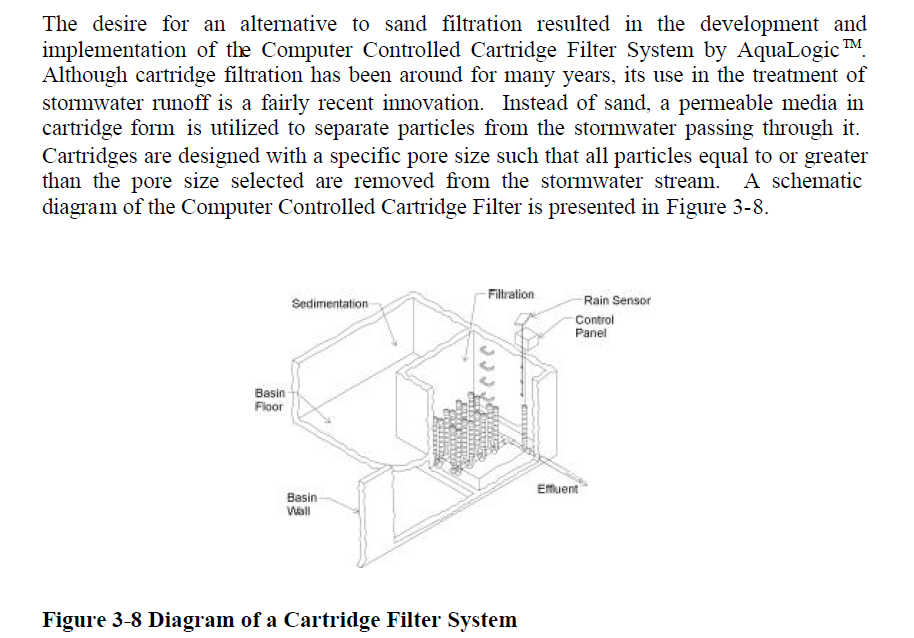 The desire for an alternative to sand filtration resulted in the development and
implementation of the Computer Controlled Cartridge Filter System by AquaLogic™.
Although cartridge filtration has been around for many years, its use in the treatment of
stormwater runoff is a fairly recent innovation. Instead of sand, a permeable media in
cartridge form is utilized to separate particles from the stormwater passing through it.
Cartridges are designed with a specific pore size such that all particles equal to or greater
than the pore size selected are removed from the stormwater stream. A schematic
diagram of the Computer Controlled Cartridge Filter is presented in Figure 3-8.
Sedimentation
Filtration
Rain Sensor
Control
Panel
Basin
Floor
Basin
Wall
Effluent
Figure 3-8 Diagram of a Cartridge Filter System